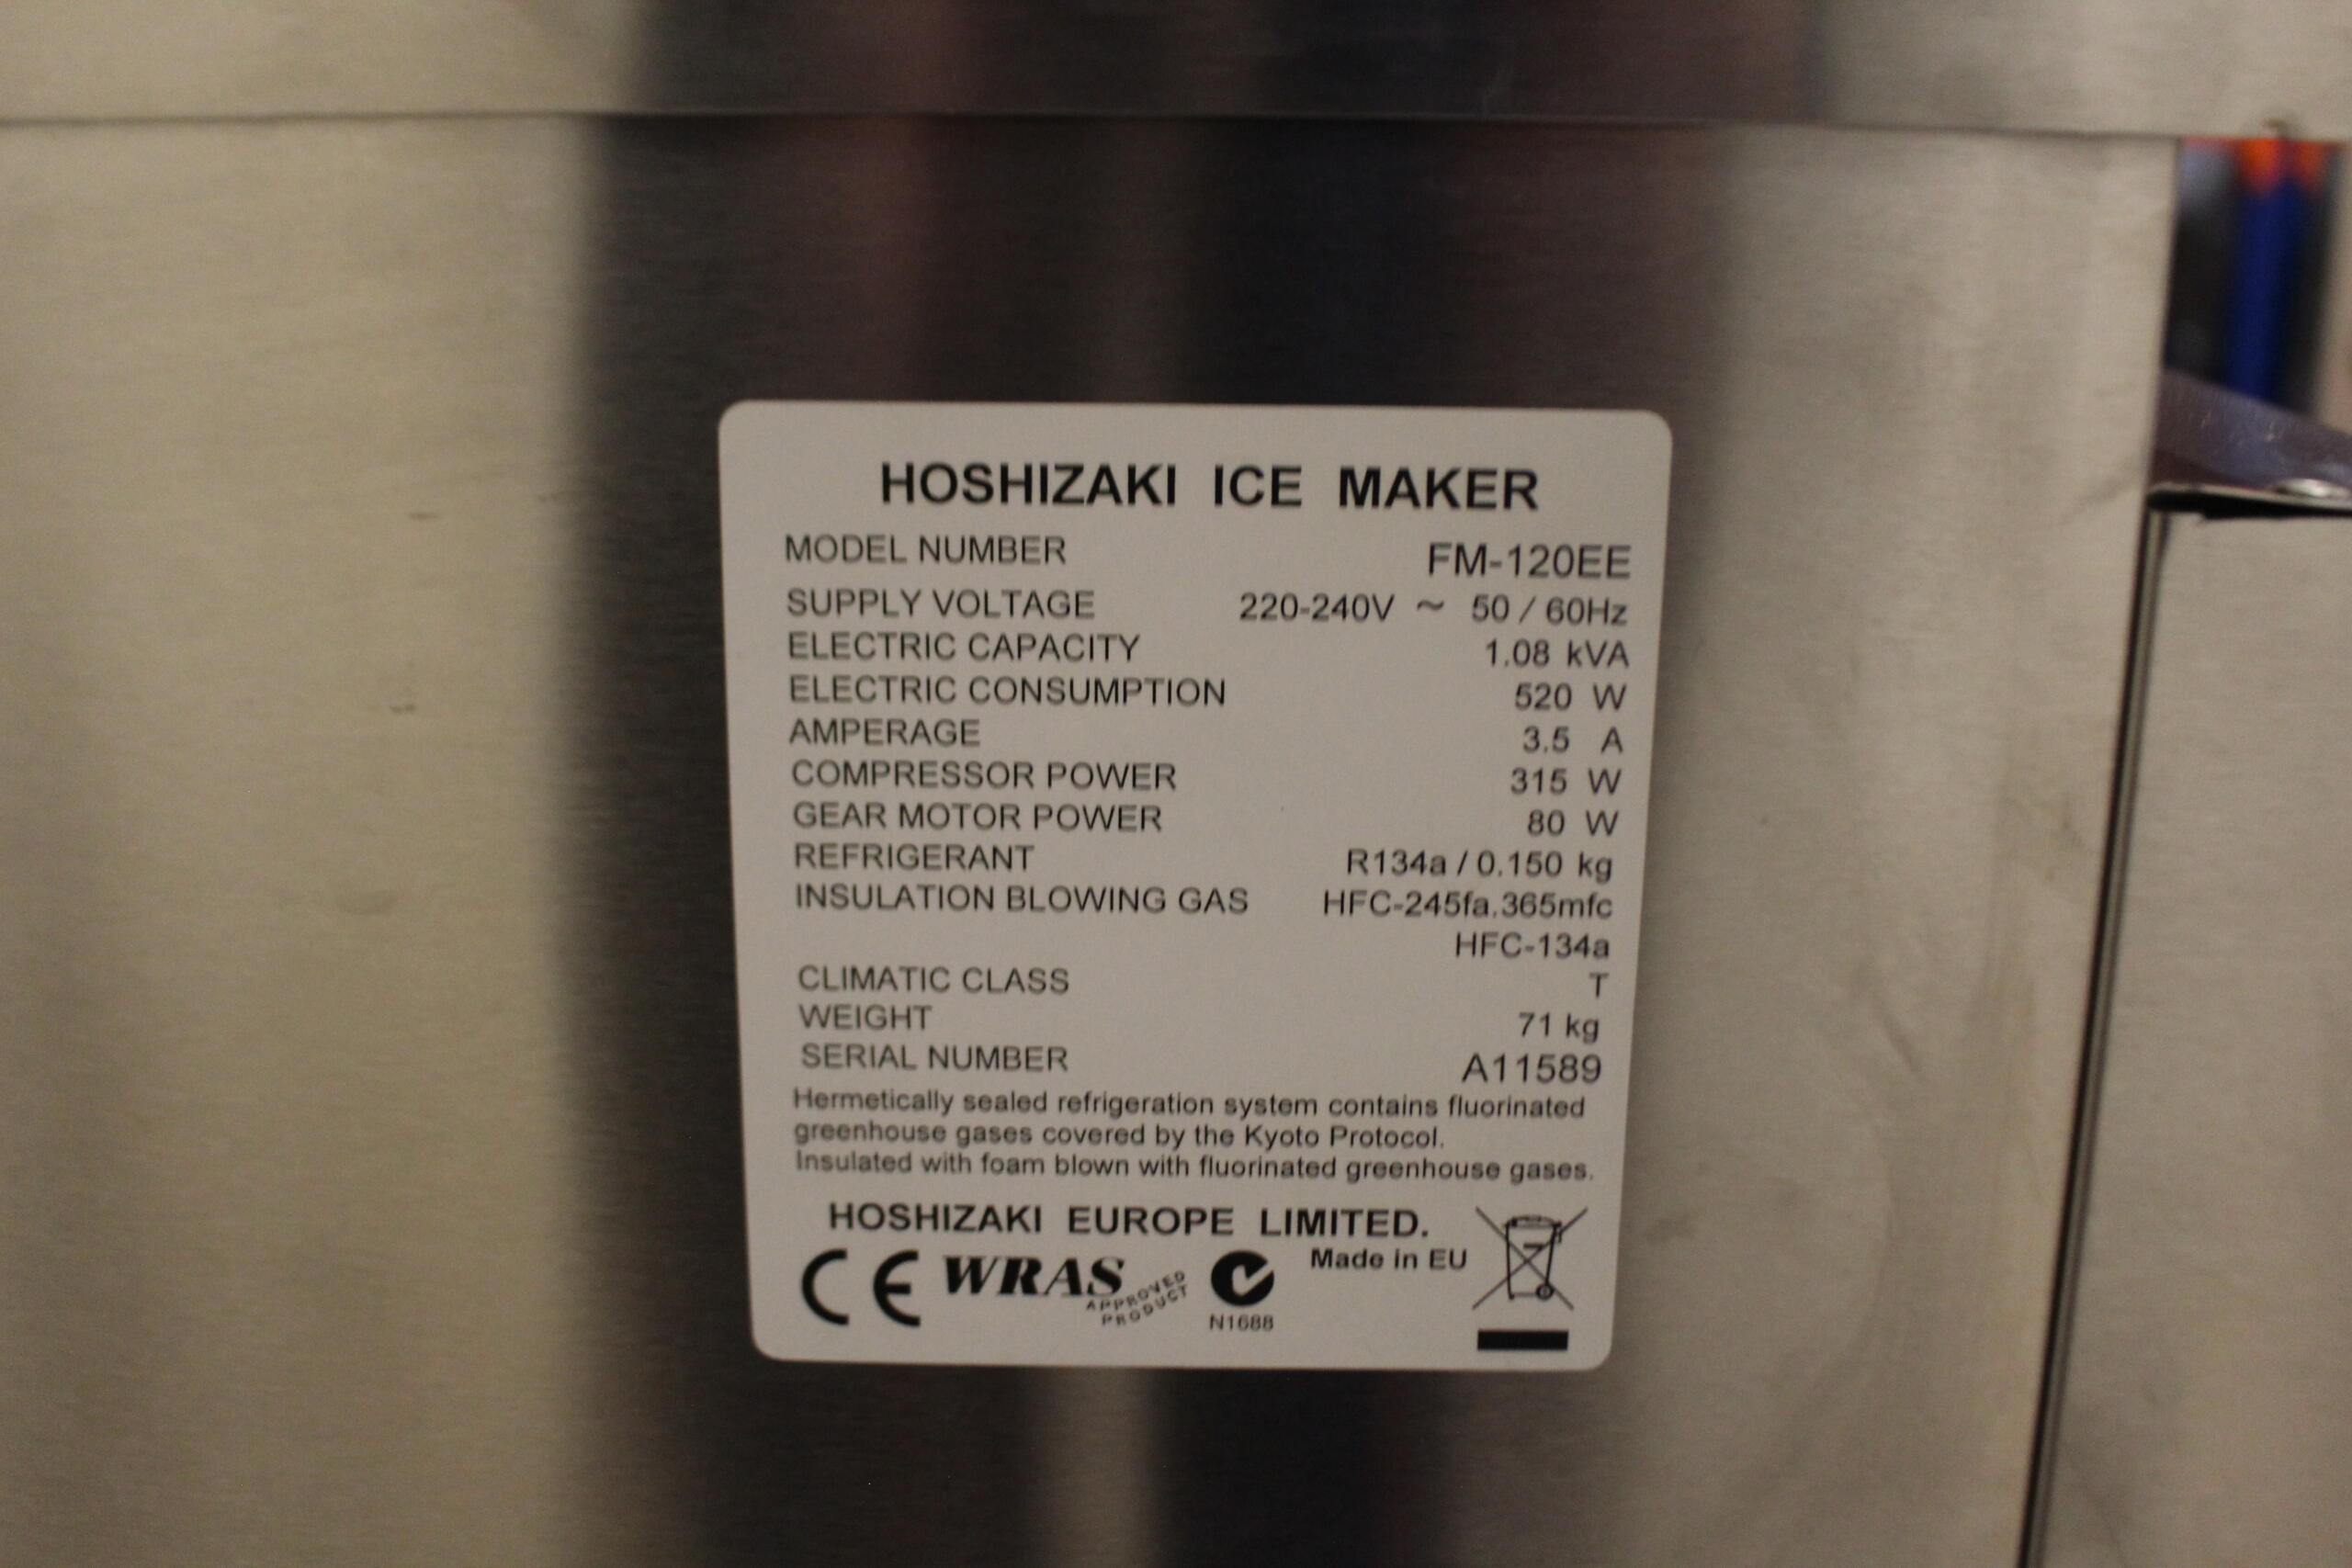 HOSHIZAKI ICE MAKER
MODEL NUMBER FM-120EE
SUPPLY VOLTAGE 220-240V ~ 50 / 60Hz
ELECTRIC CAPACITY 1.08 kVA
ELECTRIC CONSUMPTION 520 W
AMPERAGE 3.5 A
COMPRESSOR POWER 315 W
GEAR MOTOR POWER 80 W
REFRIGERANT R134a / 0.150 kg
INSULATION BLOWING GAS HFC-245fa.365mfc
HFC-134a
CLIMATIC CLASS T
WEIGHT 71 kg
SERIAL NUMBER A11589
Hermetically sealed refrigeration system contains fluorinated
greenhouse gases covered by the Kyoto Protocol.
Insulated with foam blown with fluorinated greenhouse gases.
HOSHIZAKI EUROPE LIMITED.
Made in EU
CE WRAS
APPROVED
PRODUCT
N1688